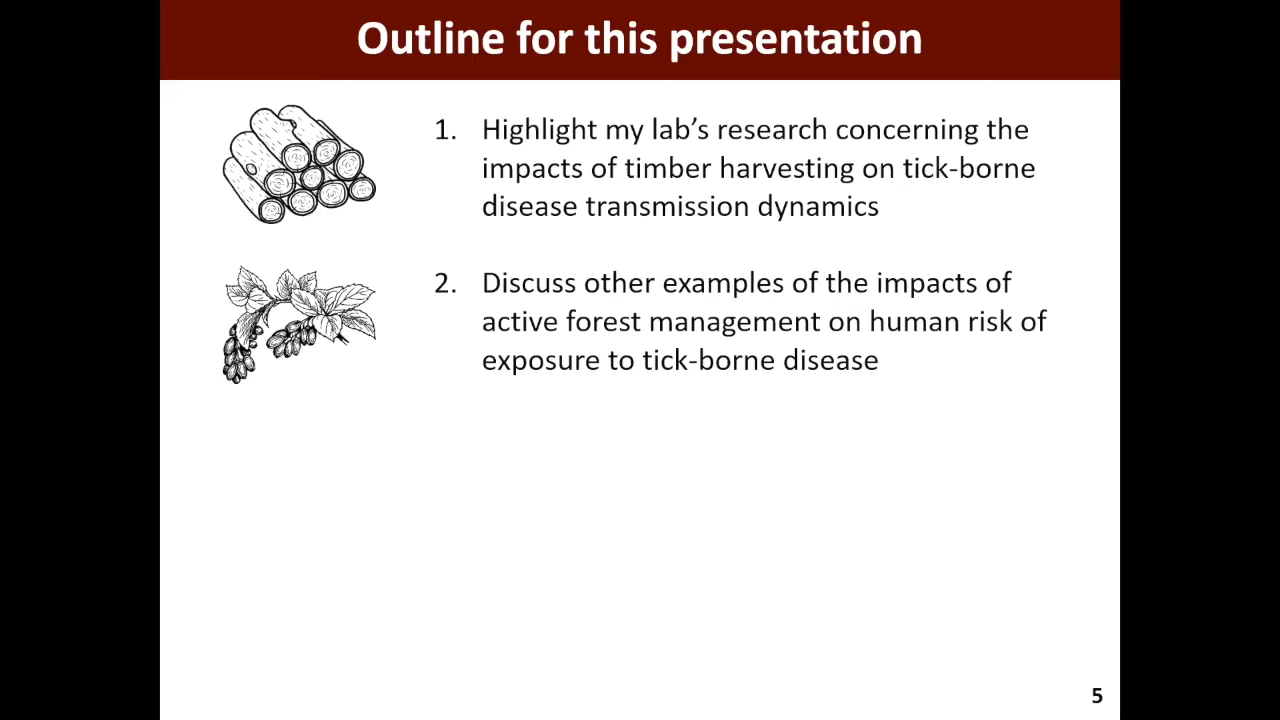 Outline for this presentation
1. Highlight my lab’s research concerning the
impacts of timber harvesting on tick-borne
disease transmission dynamics
2. Discuss other examples of the impacts of
active forest management on human risk of
exposure to tick-borne disease
5